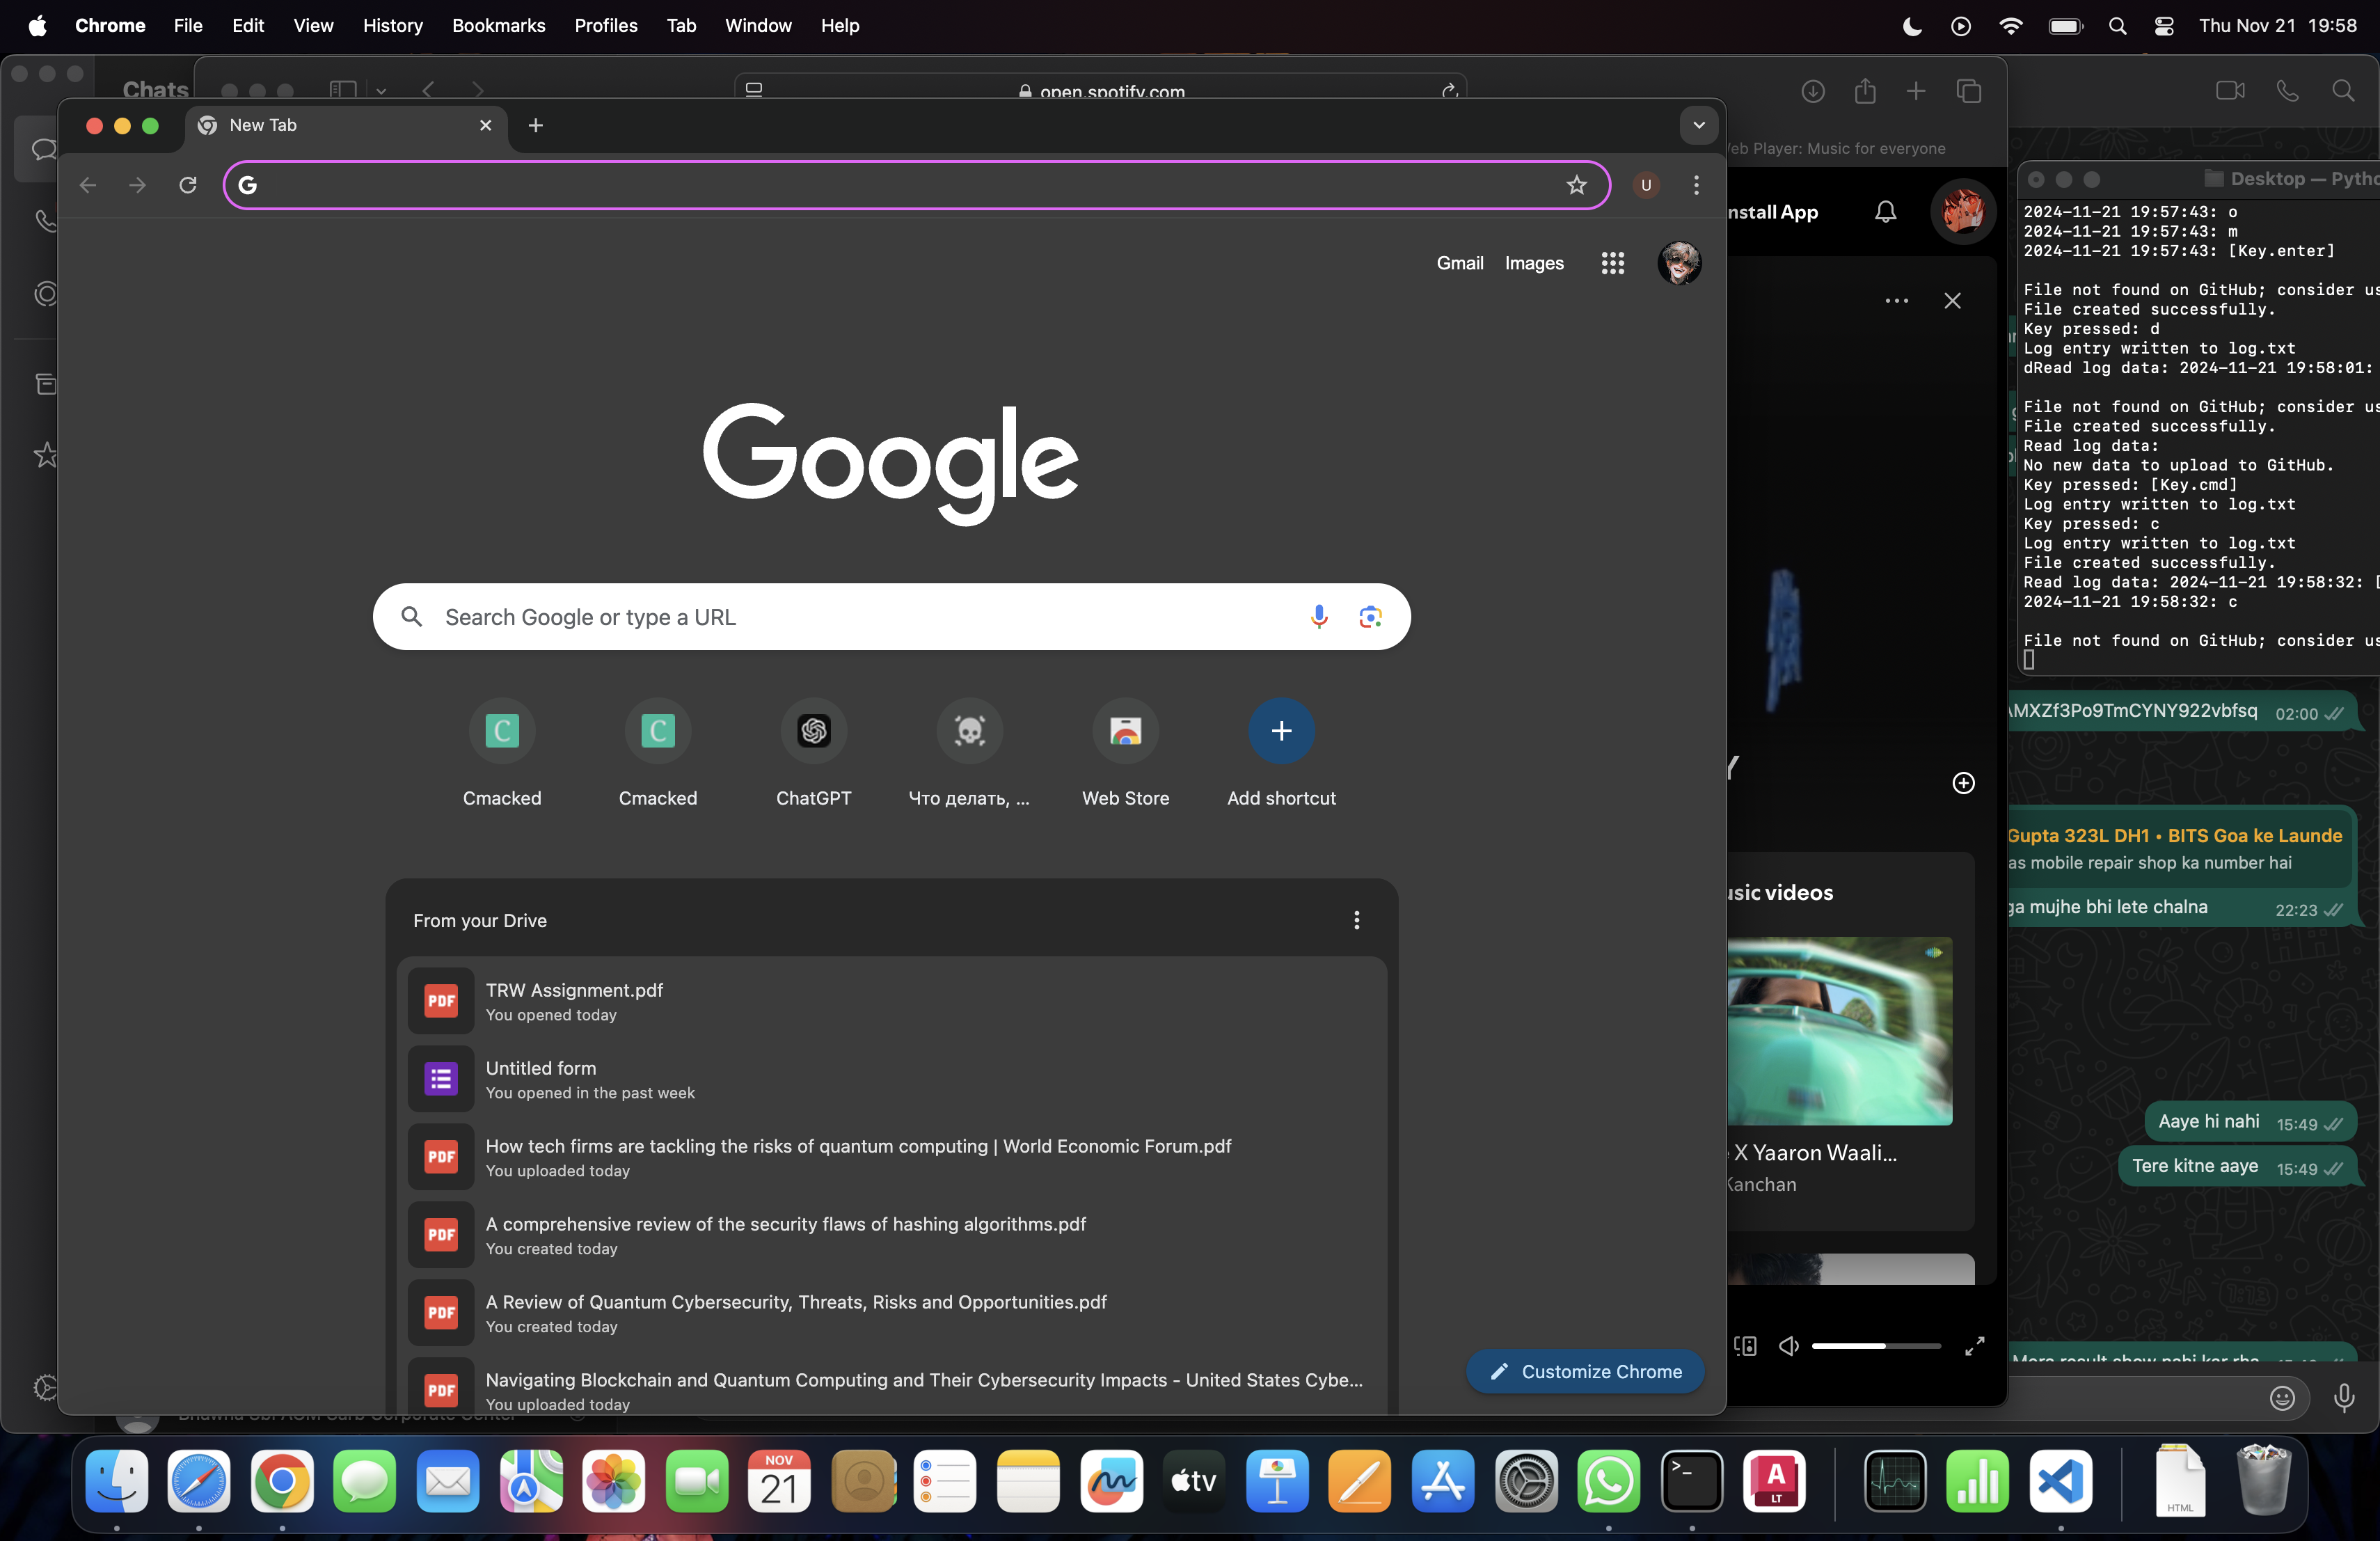 Chrome File Edit View History Bookmarks Profiles Tab Window Help
Thu Nov 21 19:58
Chats
open.spotify.com
New Tab
eb Player: Music for everyone
U
nstall App
Gmail Images
Google
Search Google or type a URL
Cmacked
Cmacked
ChatGPT
Что делать, ...
Web Store
Add shortcut
From your Drive
PDF
TRW Assignment.pdf
You opened today
Untitled form
You opened in the past week
PDF
How tech firms are tackling the risks of quantum computing | World Economic Forum.pdf
You uploaded today
PDF
A comprehensive review of the security flaws of hashing algorithms.pdf
You created today
PDF
A Review of Quantum Cybersecurity, Threats, Risks and Opportunities.pdf
You created today
PDF
Navigating Blockchain and Quantum Computing and Their Cybersecurity Impacts - United States Cybe...
You uploaded today
Customize Chrome
usic videos
X Yaaron Waali...
Kanchan
Desktop — Pytho
2024-11-21 19:57:43: o
2024-11-21 19:57:43: m
2024-11-21 19:57:43: [Key.enter]
File not found on GitHub; consider us
File created successfully.
Key pressed: d
Log entry written to log.txt
dRead log data: 2024-11-21 19:58:01:
File not found on GitHub; consider us
File created successfully.
Read log data:
No new data to upload to GitHub.
Key pressed: [Key.cmd]
Log entry written to log.txt
Key pressed: c
Log entry written to log.txt
File created successfully.
Read log data: 2024-11-21 19:58:32: [
2024-11-21 19:58:32: c
File not found on GitHub; consider us
MXZf3Po9TmCYNY922vbfsq 02:00
Gupta 323L DH1 • BITS Goa ke Launde
as mobile repair shop ka number hai
ga mujhe bhi lete chalna 22:23
Aaye hi nahi 15:49
Tere kitne aaye 15:49
NOV
21
tv
A
LT
HTML